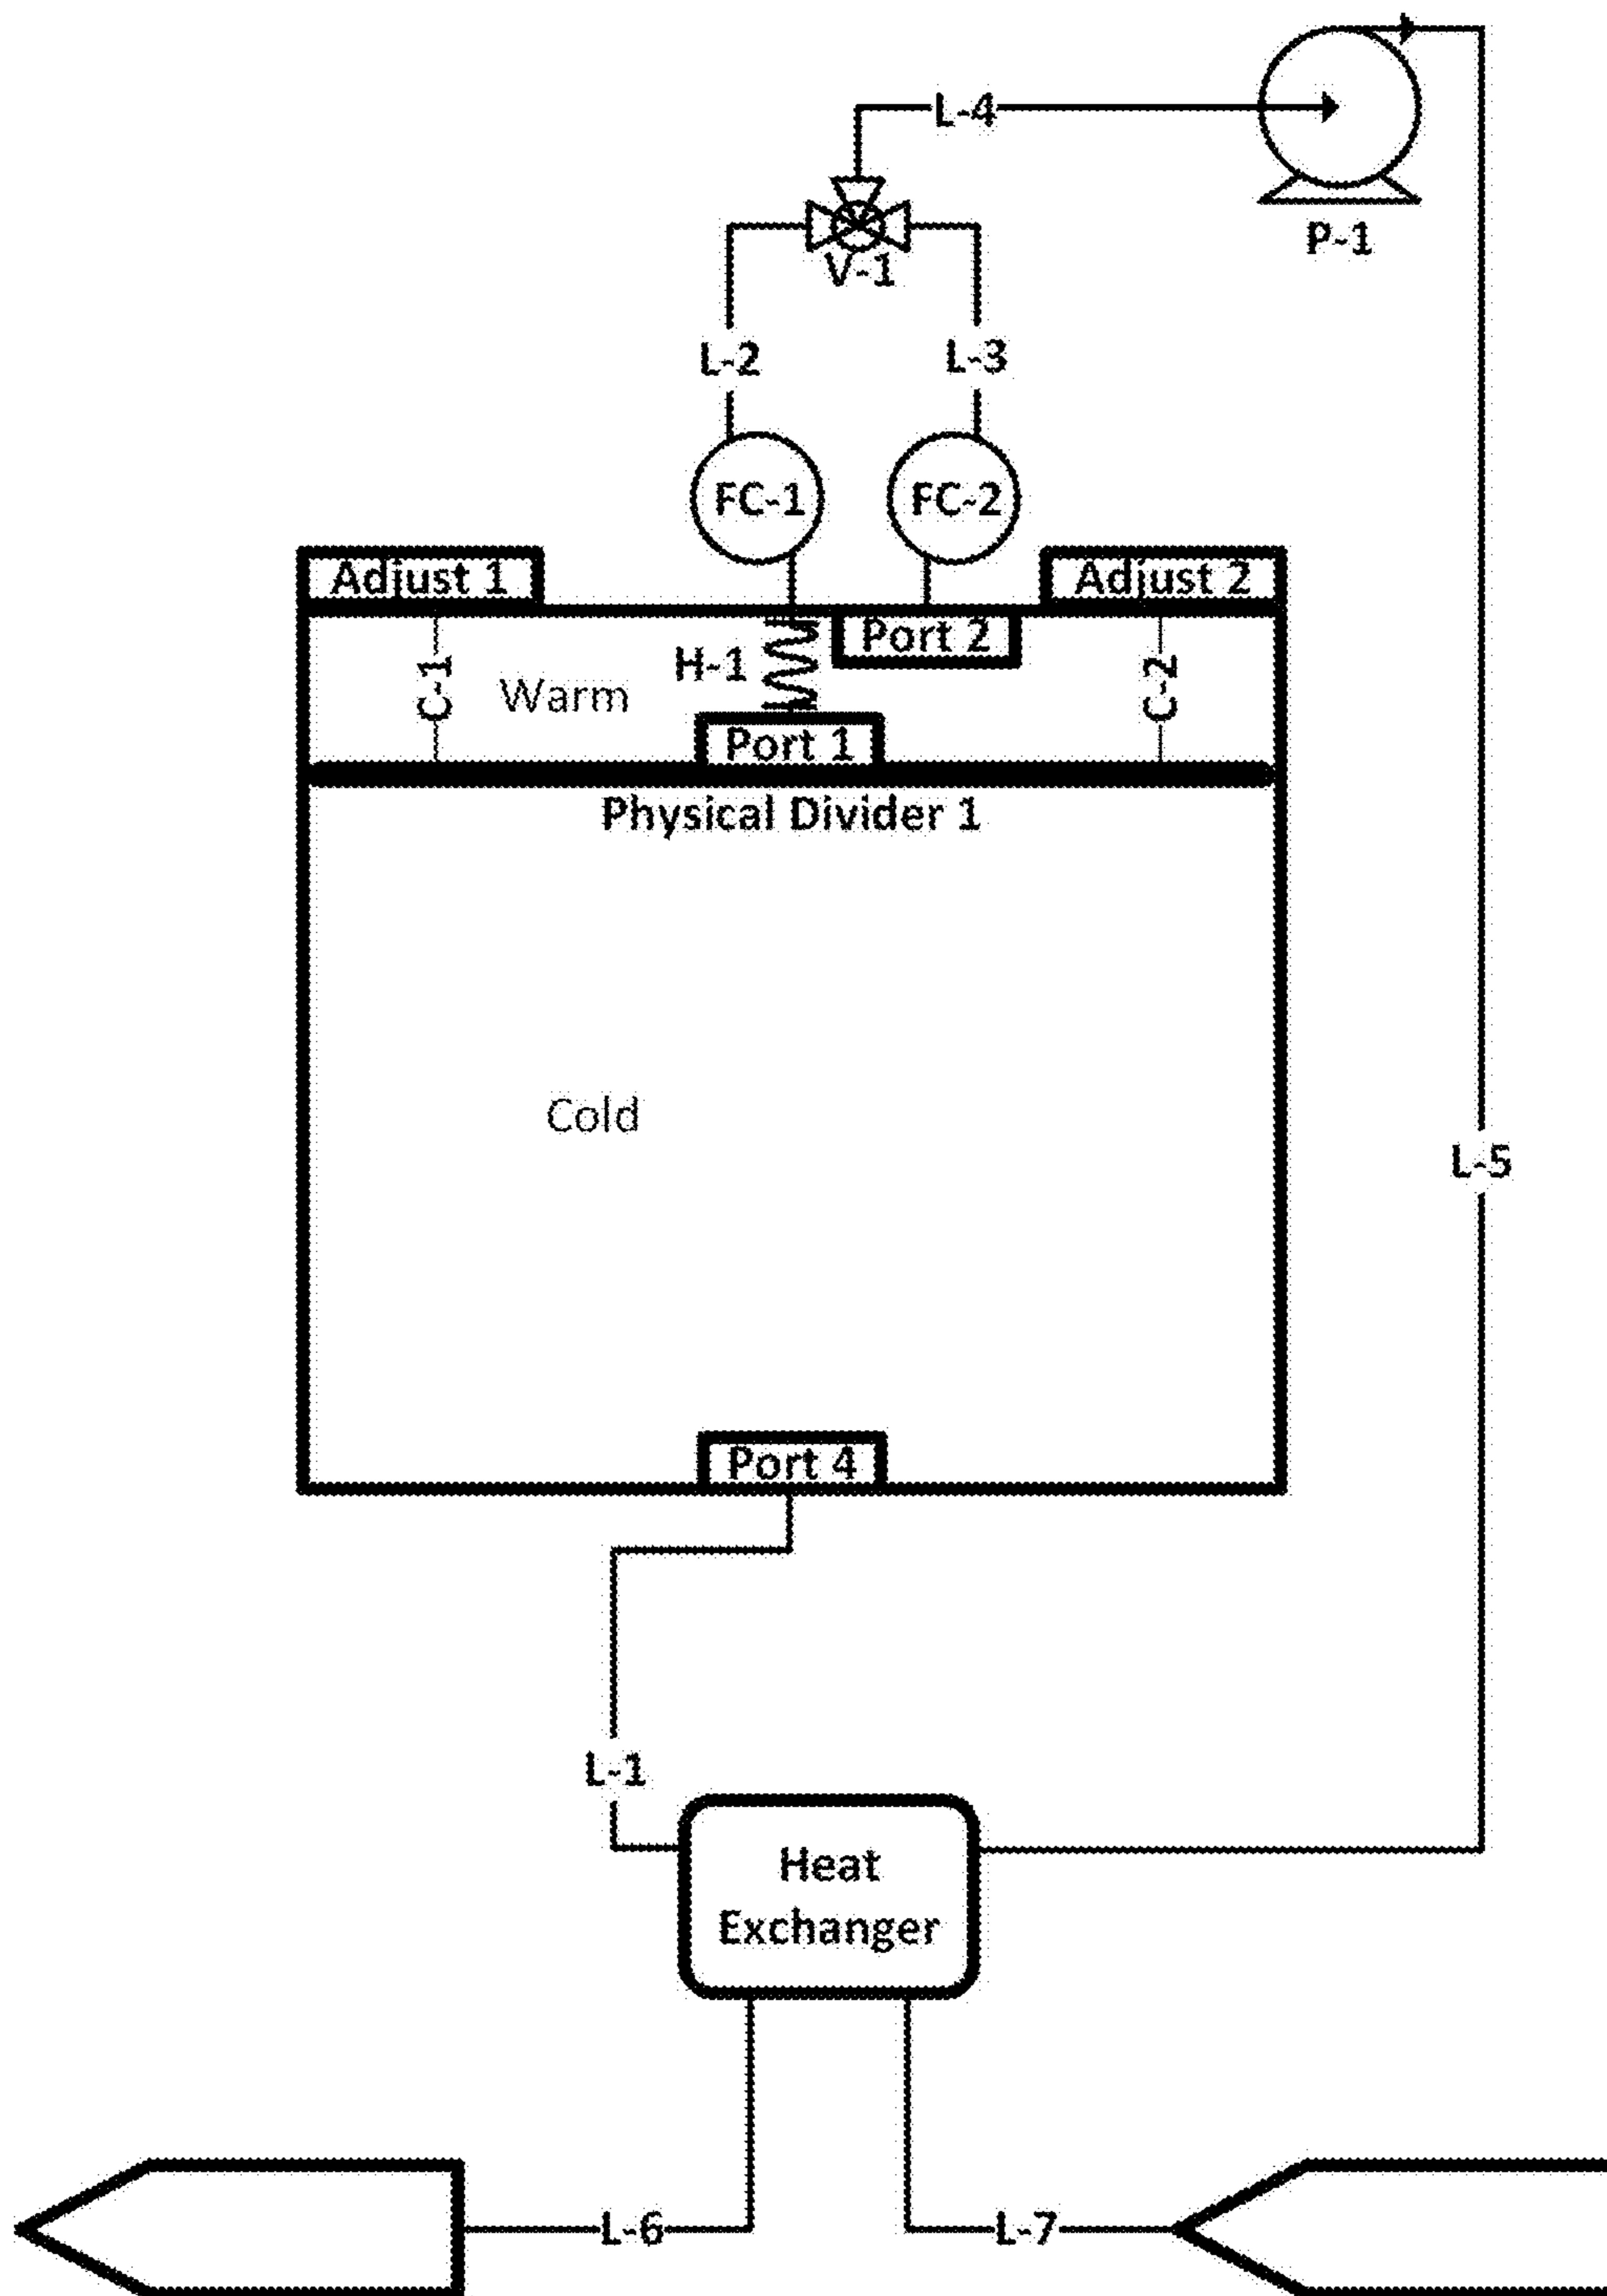 L-4
P-1
V-1
L-2
L-3
FC-1
FC-2
Adjust 1
Adjust 2
Port 2
H-1
C-1
Warm
C-2
Port 1
Physical Divider 1
Cold
L-5
Port 4
L-1
Heat
Exchanger
L-6
L-7